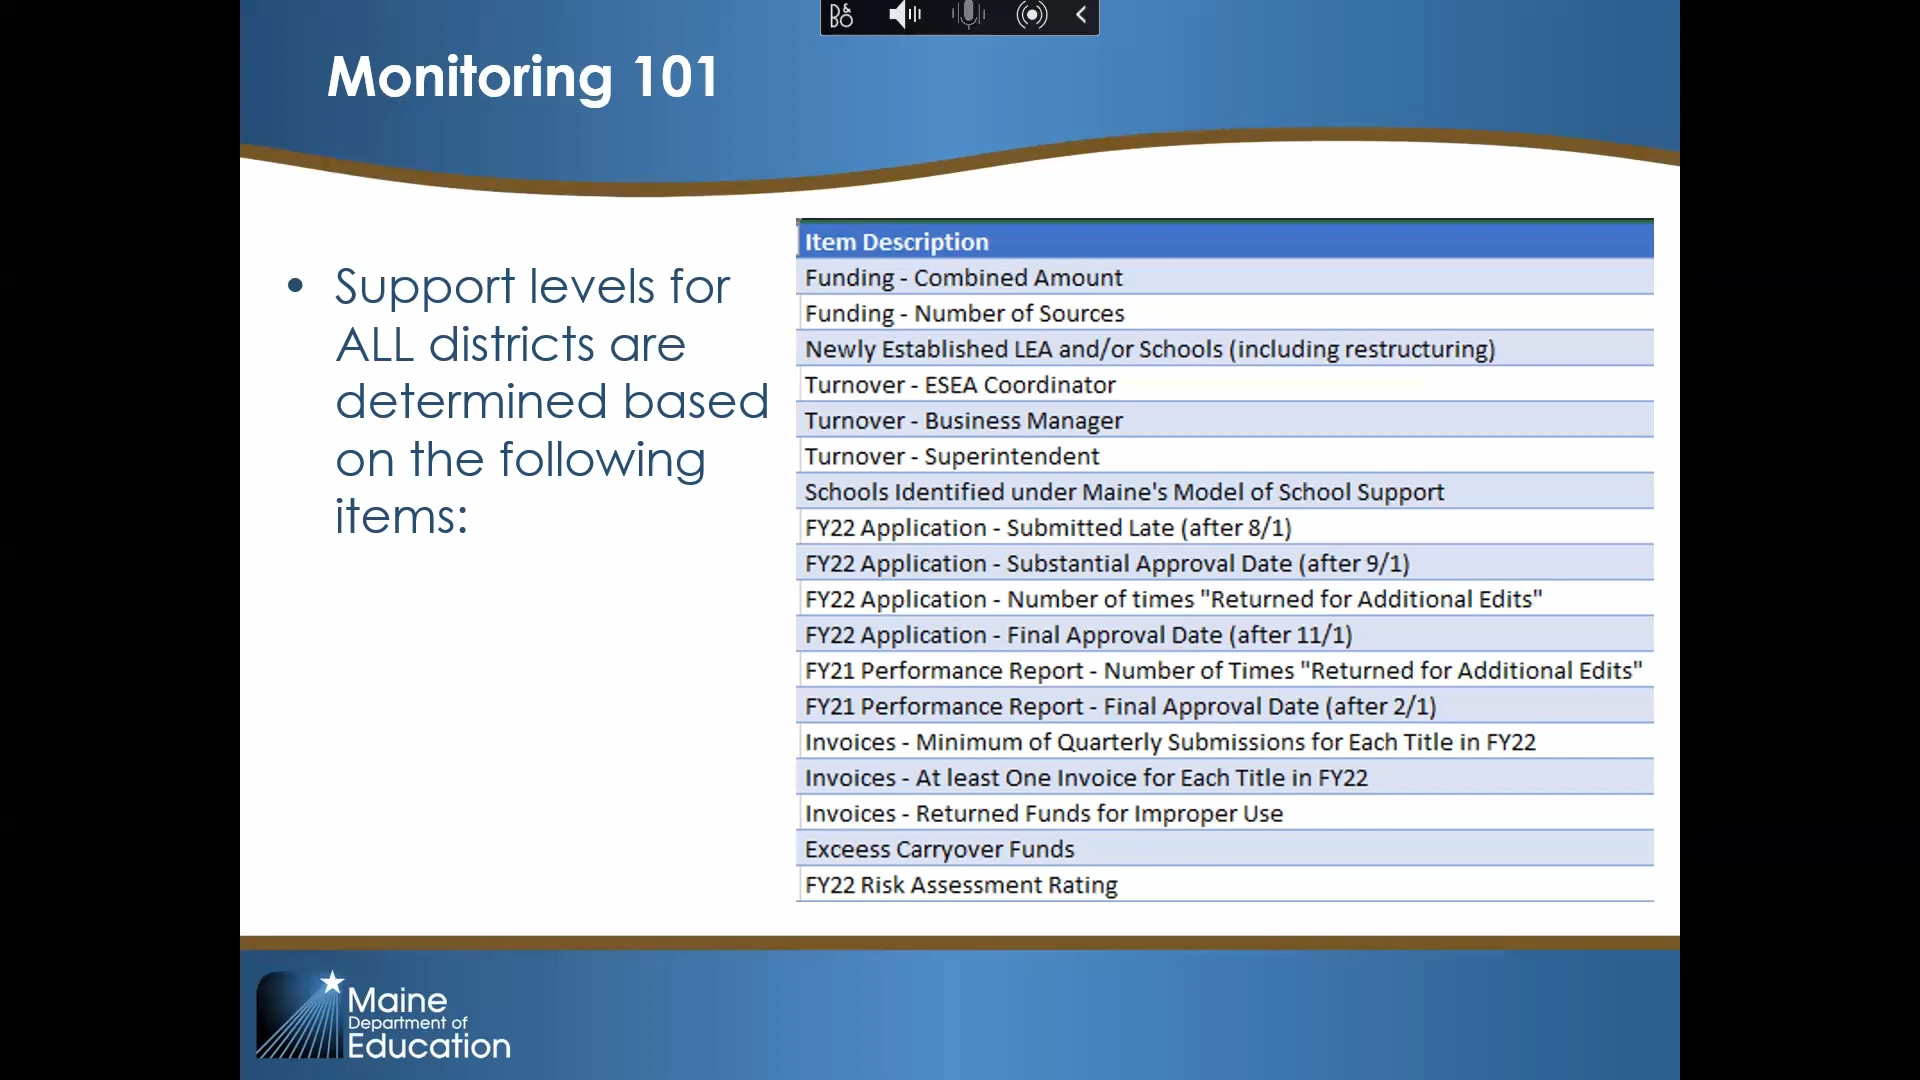 B&O
Monitoring 101
• Support levels for
ALL districts are
determined based
on the following
items:
Item Description
Funding - Combined Amount
Funding - Number of Sources
Newly Established LEA and/or Schools (including restructuring)
Turnover - ESEA Coordinator
Turnover - Business Manager
Turnover - Superintendent
Schools Identified under Maine's Model of School Support
FY22 Application - Submitted Late (after 8/1)
FY22 Application - Substantial Approval Date (after 9/1)
FY22 Application - Number of times "Returned for Additional Edits"
FY22 Application - Final Approval Date (after 11/1)
FY21 Performance Report - Number of Times "Returned for Additional Edits"
FY21 Performance Report - Final Approval Date (after 2/1)
Invoices - Minimum of Quarterly Submissions for Each Title in FY22
Invoices - At least One Invoice for Each Title in FY22
Invoices - Returned Funds for Improper Use
Exceess Carryover Funds
FY22 Risk Assessment Rating
Maine
Department of
Education